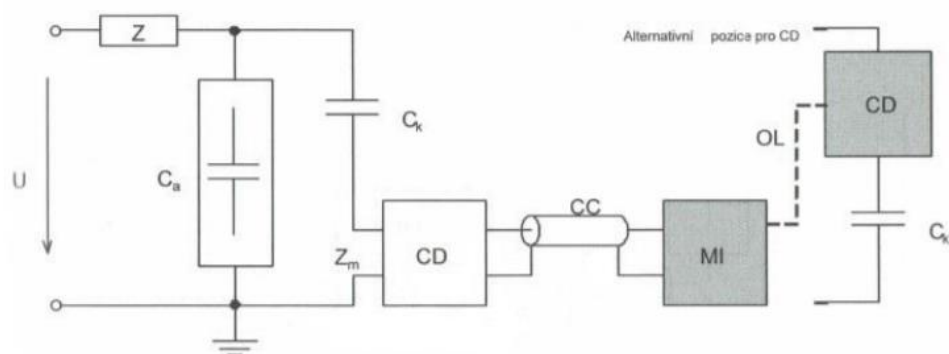 Z
Alternativní pozice pro CD
CD
C_k
OL
U
C_a
CC
C_k
Z_m
CD
MI